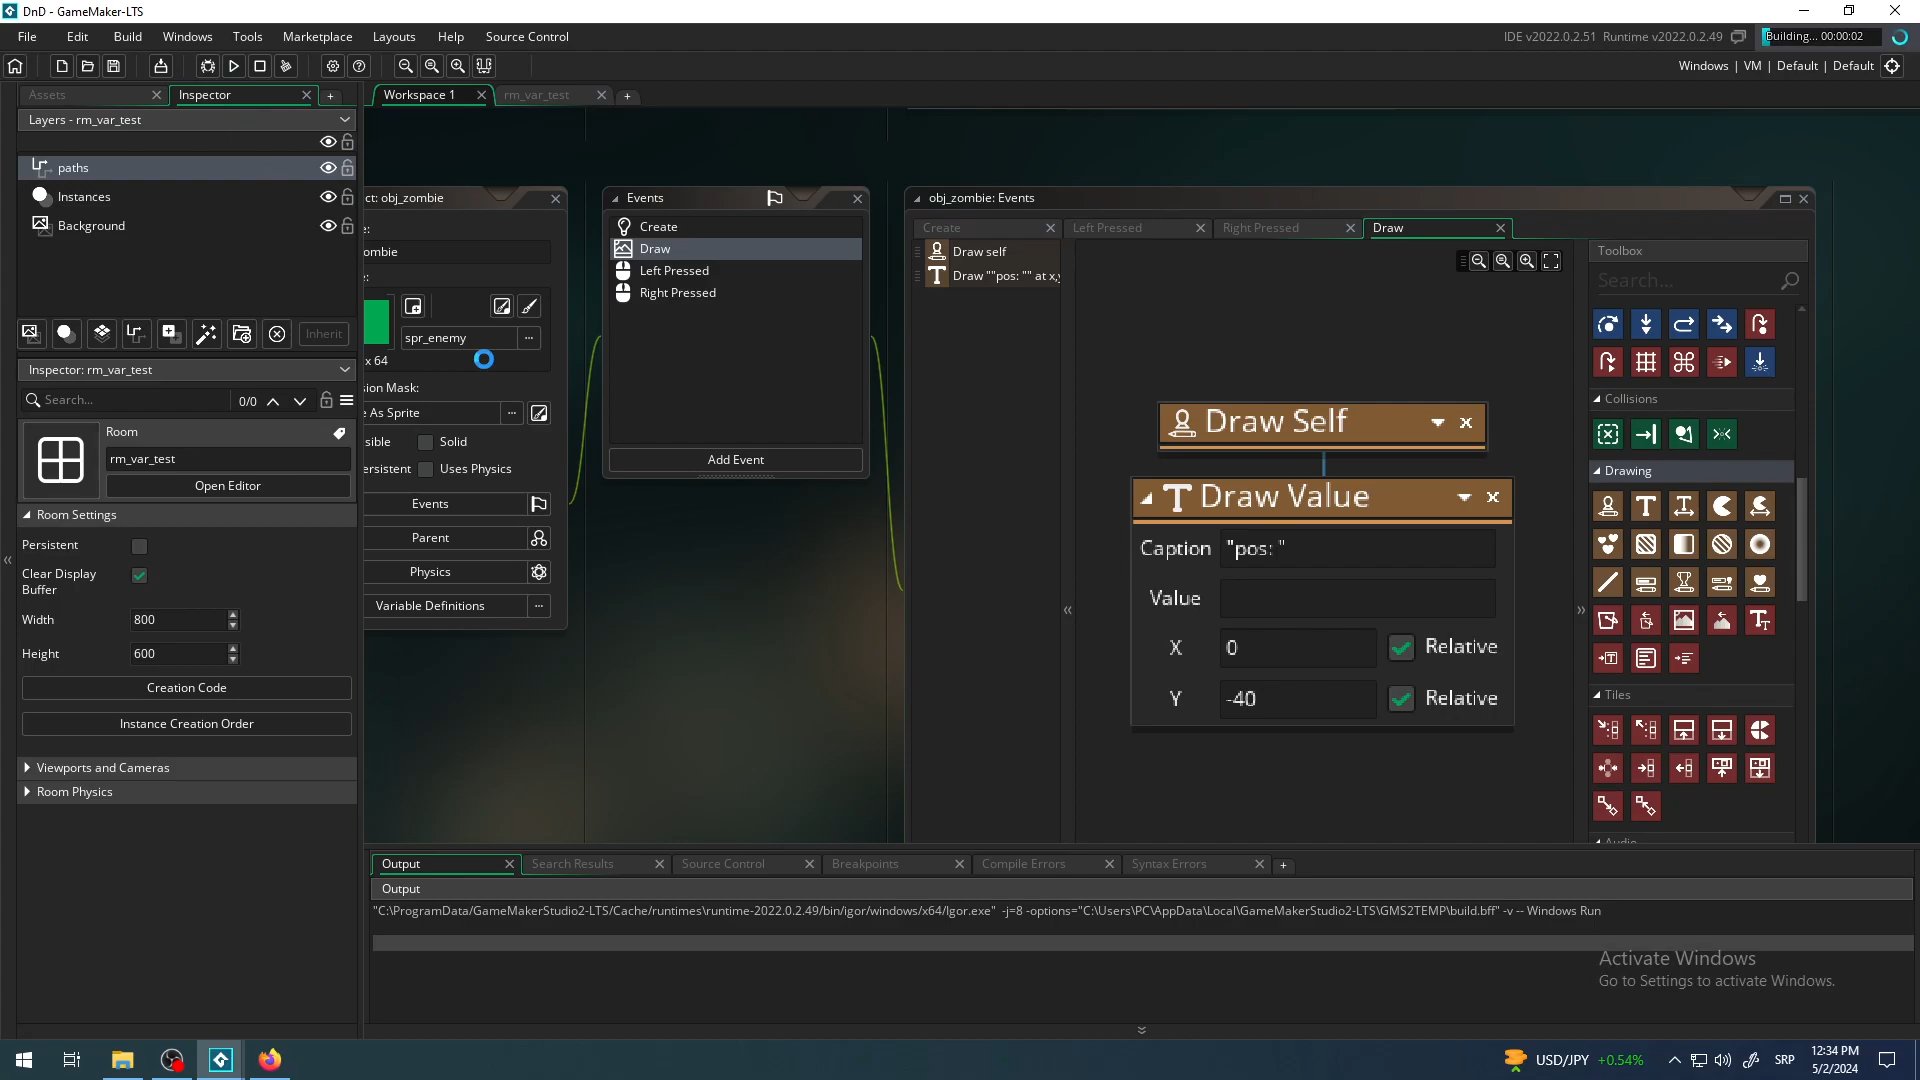 DnD - GameMaker-LTS
File Edit Build Windows Tools Marketplace Layouts Help Source Control
IDE v2022.0.2.51 Runtime v2022.0.2.49 Building... 00:00:02
Windows | VM | Default | Default
Assets Inspector Workspace 1 rm_var_test
Layers - rm_var_test
paths
Instances
Background
Inherit
Inspector: rm_var_test
Search... 0/0
Room
rm_var_test
Open Editor
Room Settings
Persistent
Clear Display
Buffer
Width 800
Height 600
Creation Code
Instance Creation Order
Viewports and Cameras
Room Physics
ct: obj_zombie
e:
ombie
e:
spr_enemy
x 64
sion Mask:
e As Sprite
sible Solid
ersistent Uses Physics
Events
Parent
Physics
Variable Definitions
Events
Create
Draw
Left Pressed
Right Pressed
Add Event
obj_zombie: Events
Create Left Pressed Right Pressed Draw
Draw self
Draw ""pos: "" at x,y
Draw Self
Draw Value
Caption "pos: "
Value
X 0 Relative
Y -40 Relative
Toolbox
Search...
Collisions
Drawing
Tiles
Audio
Output Search Results Source Control Breakpoints Compile Errors Syntax Errors
Output
"C:\ProgramData/GameMakerStudio2-LTS/Cache/runtimes\runtime-2022.0.2.49/bin/igor/windows/x64/Igor.exe" -j=8 -options="C:\Users\PC\AppData\Local\GameMakerStudio2-LTS\GMS2TEMP\build.bff" -v -- Windows Run
Activate Windows
Go to Settings to activate Windows.
USD/JPY +0.54% SRP 12:34 PM
5/2/2024